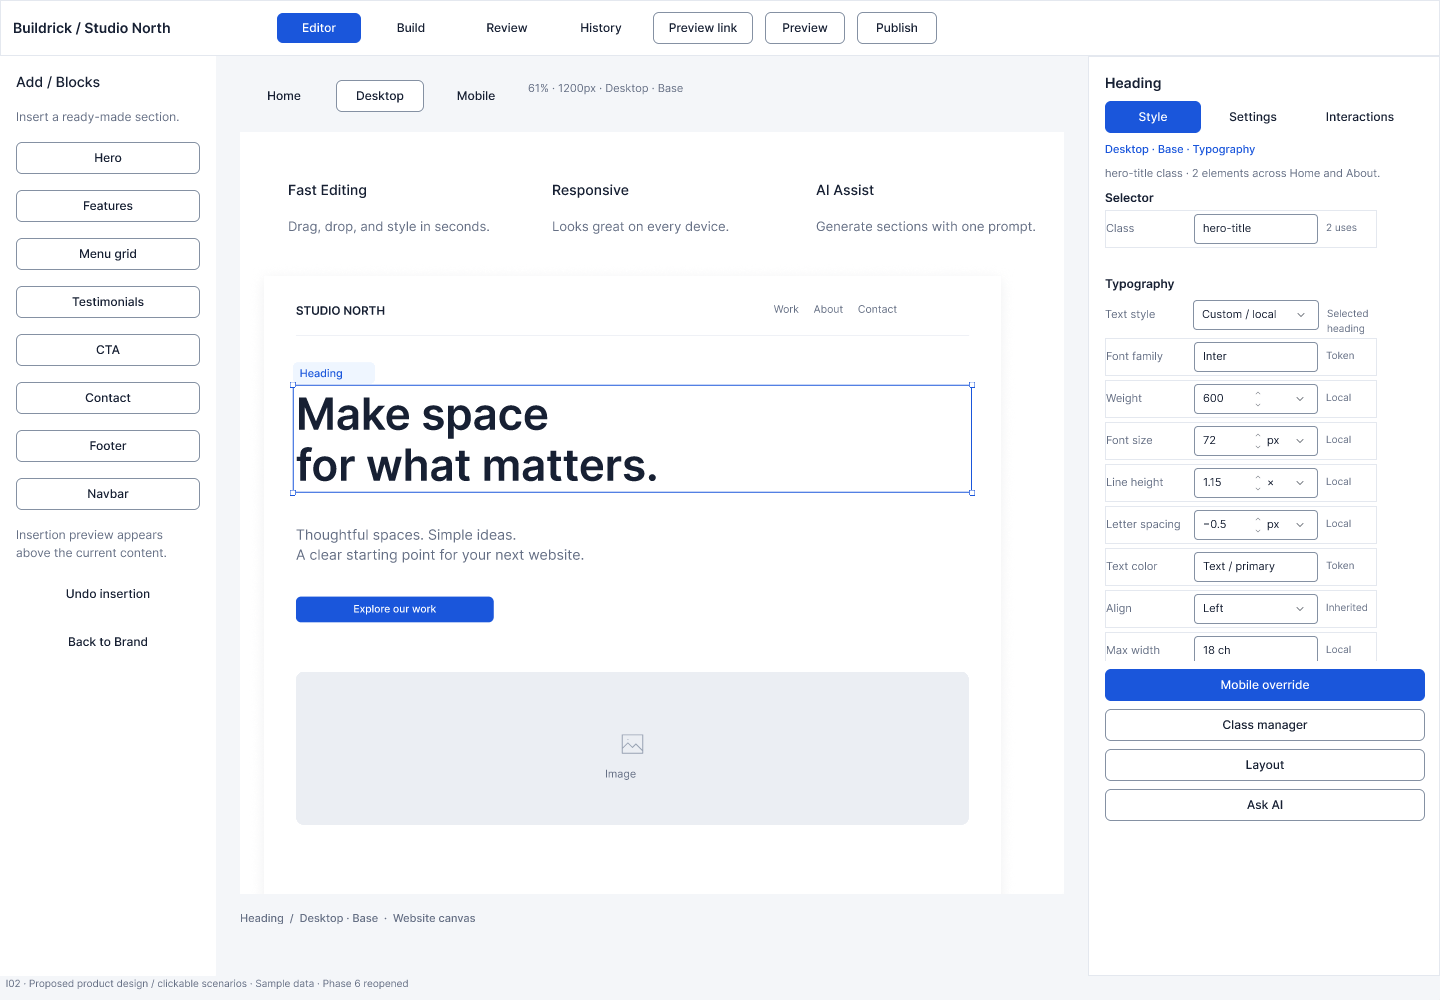 Buildrick / Studio North
Editor
Build
Review
History
Preview link
Preview
Publish
Add / Blocks
Insert a ready-made section.
Hero
Features
Menu grid
Testimonials
CTA
Contact
Footer
Navbar
Insertion preview appears
above the current content.
Undo insertion
Back to Brand
Home
Desktop
Mobile
61% · 1200px · Desktop · Base
Fast Editing
Drag, drop, and style in seconds.
Responsive
Looks great on every device.
AI Assist
Generate sections with one prompt.
STUDIO NORTH
Work
About
Contact
Heading
Make space
for what matters.
Thoughtful spaces. Simple ideas.
A clear starting point for your next website.
Explore our work
Image
Heading / Desktop · Base · Website canvas
Heading
Style
Settings
Interactions
Desktop · Base · Typography
hero-title class · 2 elements across Home and About.
Selector
Class
hero-title
2 uses
Typography
Text style
Custom / local
Selected
heading
Font family
Inter
Token
Weight
600
Local
Font size
72
px
Local
Line height
1.15
×
Local
Letter spacing
−0.5
px
Local
Text color
Text / primary
Token
Align
Left
Inherited
Max width
18 ch
Local
Mobile override
Class manager
Layout
Ask AI
I02 · Proposed product design / clickable scenarios · Sample data · Phase 6 reopened